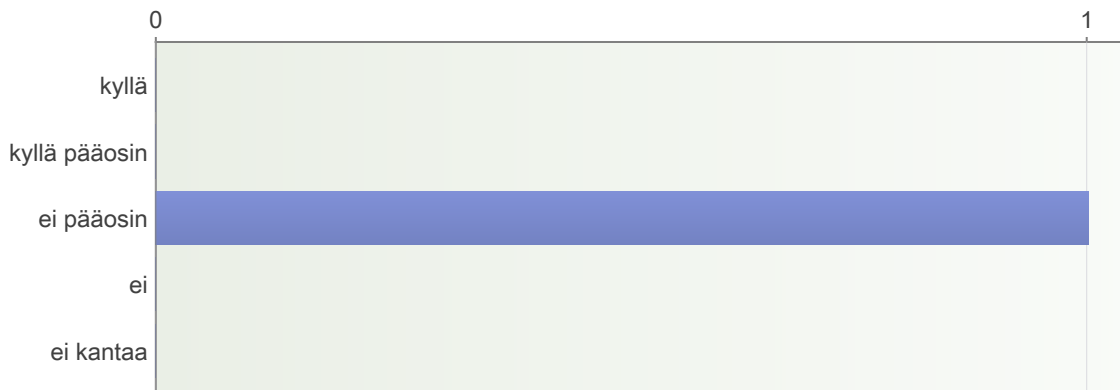 0 1
kyllä
kyllä pääosin
ei pääosin
ei
ei kantaa